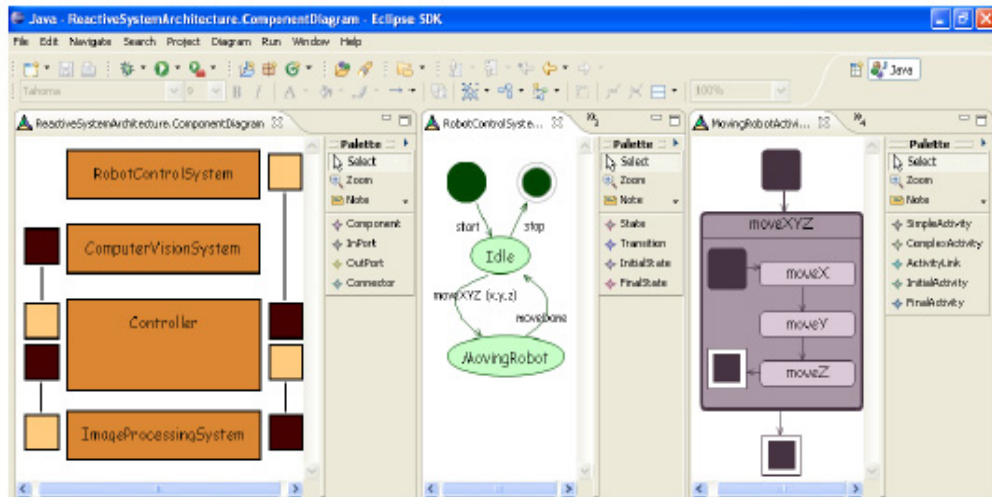 Java - ReactiveSystemArchitecture.ComponentDiagram - Eclipse SDK
File Edit Navigate Search Project Diagram Run Window Help
Java
Tahoma 9 B I A 100%
ReactiveSystemArchitecture.ComponentDiagram
RobotControlSystem
ComputerVisionSystem
Controller
ImageProcessingSystem
Palette
Select
Zoom
Note
Component
InPort
OutPort
Connector
RobotControlSyste...
»2
start
stop
Idle
moveXYZ (x,y,z)
moveDone
MovingRobot
Palette
Select
Zoom
Note
State
Transition
InitialState
FinalState
MovingRobotActivi...
»4
moveXYZ
moveX
moveY
moveZ
Palette
Select
Zoom
Note
SimpleActivity
ComplexActivity
ActivityLink
InitialActivity
FinalActivity